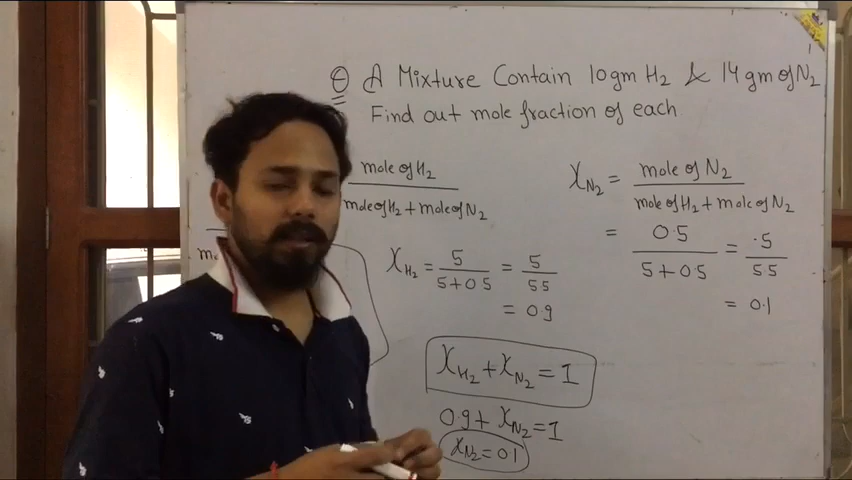 Q A Mixture Contain 10gm H2 & 14 gm of N2
Find out mole fraction of each
mole of H2
mole of H2 + mole of N2
XN2 = mole of N2
mole of H2 + mole of N2
= 0.5 = .5
5+0.5 5.5
= 0.1
XH2 = 5 = 5
5+0.5 5.5
= 0.9
XH2 + XN2 = 1
0.9 + XN2 = 1
XN2 = 0.1